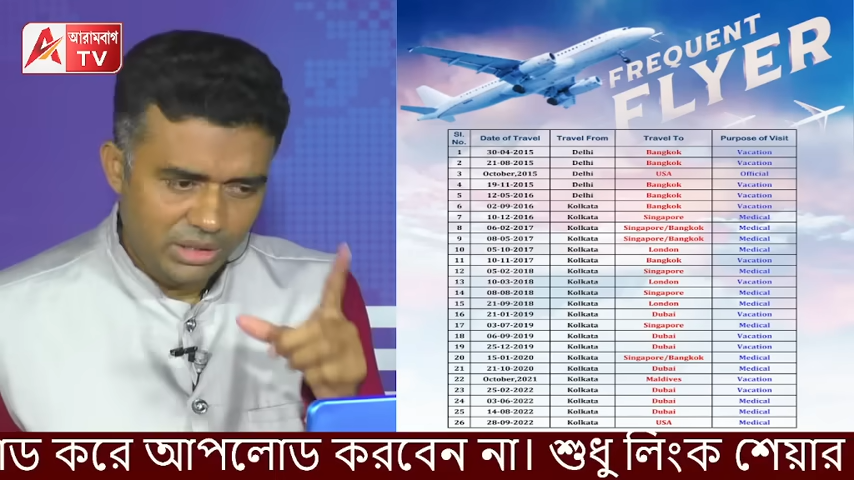 আরামবাগ
TV
FREQUENT
FLYER
Sl. No. Date of Travel Travel From Travel To Purpose of Visit
1 30-04-2015 Delhi Bangkok Vacation
2 21-08-2015 Delhi Bangkok Vacation
3 October,2015 Delhi USA Official
4 19-11-2015 Delhi Bangkok Vacation
5 12-05-2016 Delhi Bangkok Vacation
6 02-09-2016 Kolkata Bangkok Vacation
7 10-12-2016 Kolkata Singapore Medical
8 06-02-2017 Kolkata Singapore/Bangkok Medical
9 08-05-2017 Kolkata Singapore/Bangkok Medical
10 05-10-2017 Kolkata London Medical
11 10-11-2017 Kolkata Bangkok Vacation
12 05-02-2018 Kolkata Singapore Medical
13 10-03-2018 Kolkata London Vacation
14 08-08-2018 Kolkata Singapore Medical
15 21-09-2018 Kolkata London Medical
16 21-01-2019 Kolkata Dubai Vacation
17 03-07-2019 Kolkata Singapore Medical
18 06-09-2019 Kolkata Dubai Vacation
19 25-12-2019 Kolkata Dubai Vacation
20 15-01-2020 Kolkata Singapore/Bangkok Medical
21 21-10-2020 Kolkata Dubai Medical
22 October,2021 Kolkata Maldives Vacation
23 25-02-2022 Kolkata Dubai Vacation
24 03-06-2022 Kolkata Dubai Medical
25 14-08-2022 Kolkata Dubai Medical
26 28-09-2022 Kolkata USA Medical
করে আপলোড করবেন না। শুধু লিংক শেয়ার